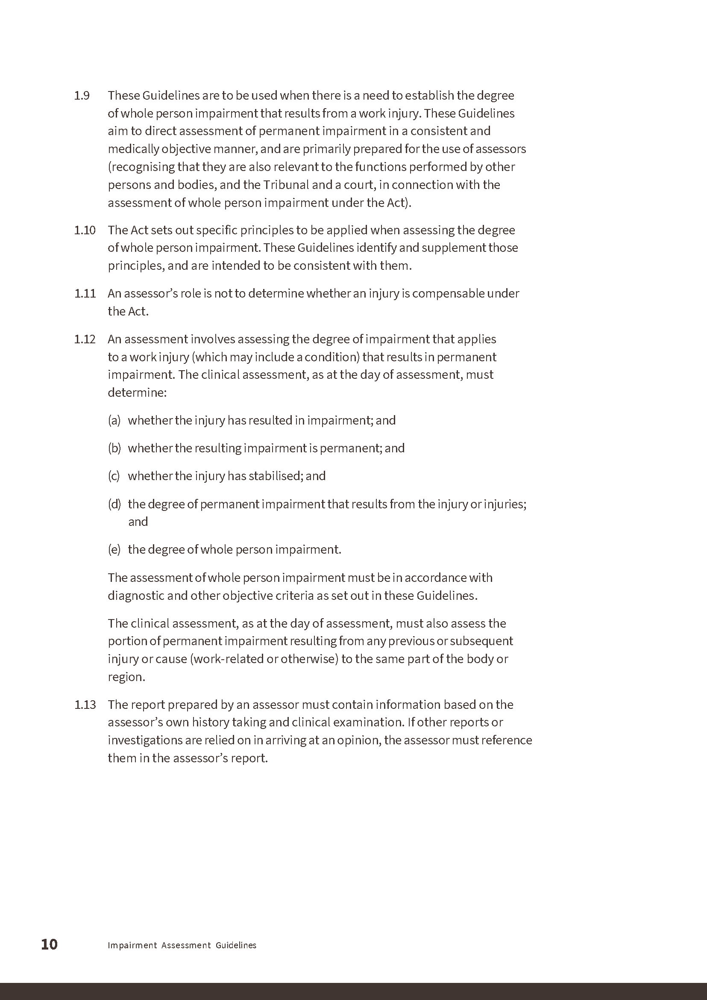 1.9 These Guidelines are to be used when there is a need to establish the degree
of whole person impairment that results from a work injury. These Guidelines
aim to direct assessment of permanent impairment in a consistent and
medically objective manner, and are primarily prepared for the use of assessors
(recognising that they are also relevant to the functions performed by other
persons and bodies, and the Tribunal and a court, in connection with the
assessment of whole person impairment under the Act).
1.10 The Act sets out specific principles to be applied when assessing the degree
of whole person impairment. These Guidelines identify and supplement those
principles, and are intended to be consistent with them.
1.11 An assessor’s role is not to determine whether an injury is compensable under
the Act.
1.12 An assessment involves assessing the degree of impairment that applies
to a work injury (which may include a condition) that results in permanent
impairment. The clinical assessment, as at the day of assessment, must
determine:
(a) whether the injury has resulted in impairment; and
(b) whether the resulting impairment is permanent; and
(c) whether the injury has stabilised; and
(d) the degree of permanent impairment that results from the injury or injuries;
and
(e) the degree of whole person impairment.
The assessment of whole person impairment must be in accordance with
diagnostic and other objective criteria as set out in these Guidelines.
The clinical assessment, as at the day of assessment, must also assess the
portion of permanent impairment resulting from any previous or subsequent
injury or cause (work-related or otherwise) to the same part of the body or
region.
1.13 The report prepared by an assessor must contain information based on the
assessor’s own history taking and clinical examination. If other reports or
investigations are relied on in arriving at an opinion, the assessor must reference
them in the assessor’s report.
10 Impairment Assessment Guidelines